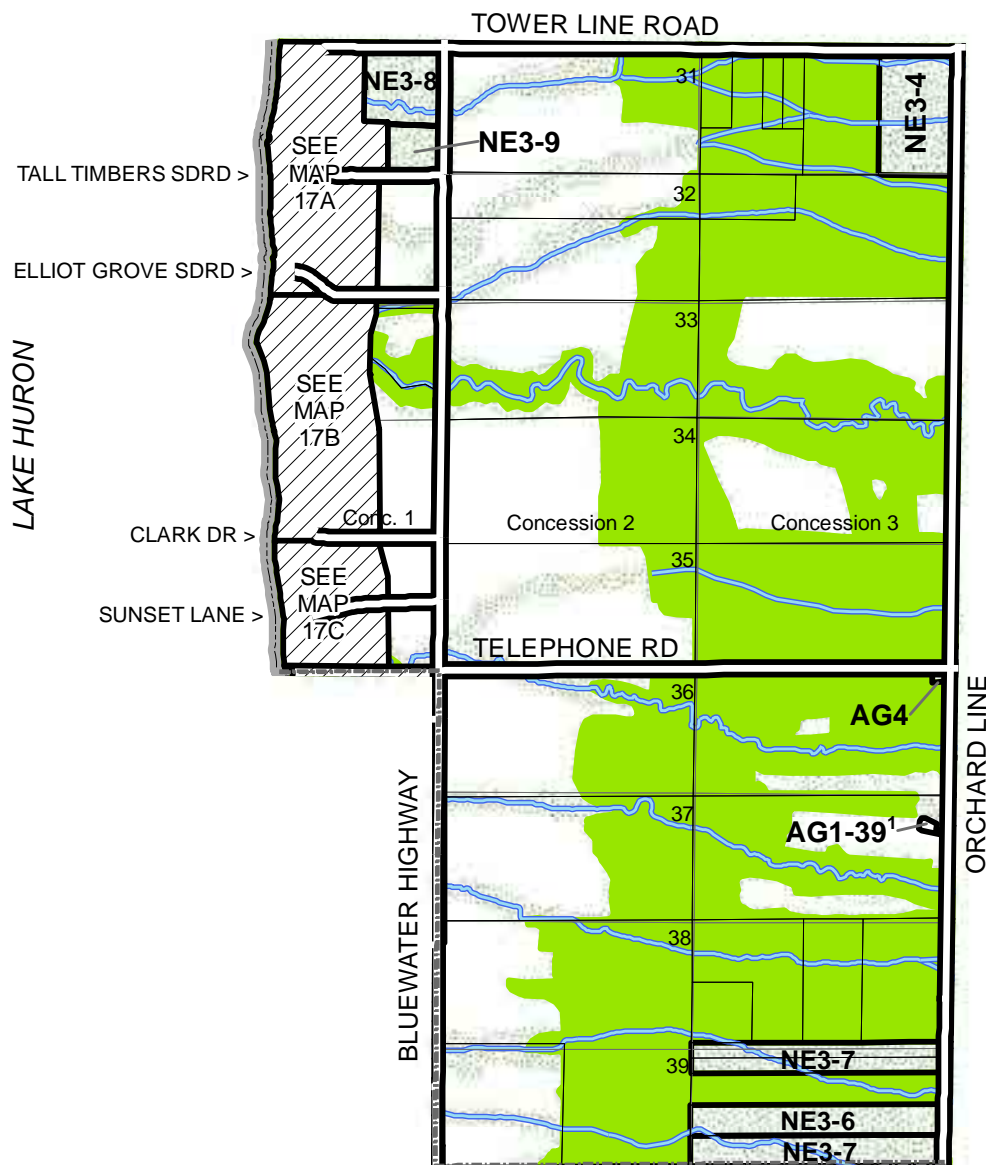 TOWER LINE ROAD
NE3-8
31
NE3-4
NE3-9
SEE
MAP
17A
TALL TIMBERS SDRD >
32
ELLIOT GROVE SDRD >
33
LAKE HURON
SEE
MAP
17B
34
Conc. 1
Concession 2
Concession 3
CLARK DR >
35
SEE
MAP
17C
SUNSET LANE >
TELEPHONE RD
36
AG4
ORCHARD LINE
BLUEWATER HIGHWAY
37
AG1-39¹
38
39
NE3-7
NE3-6
NE3-7